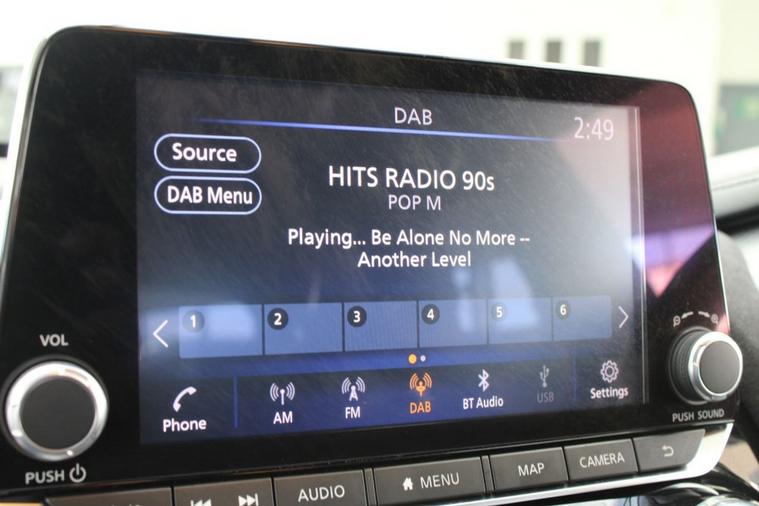 DAB
2:49
Source
DAB Menu
HITS RADIO 90s
POP M
Playing... Be Alone No More --
Another Level
1 2 3 4 5 6
VOL
Phone
AM
FM
DAB
BT Audio
USB
Settings
PUSH
PUSH SOUND
AUDIO
MENU
MAP
CAMERA